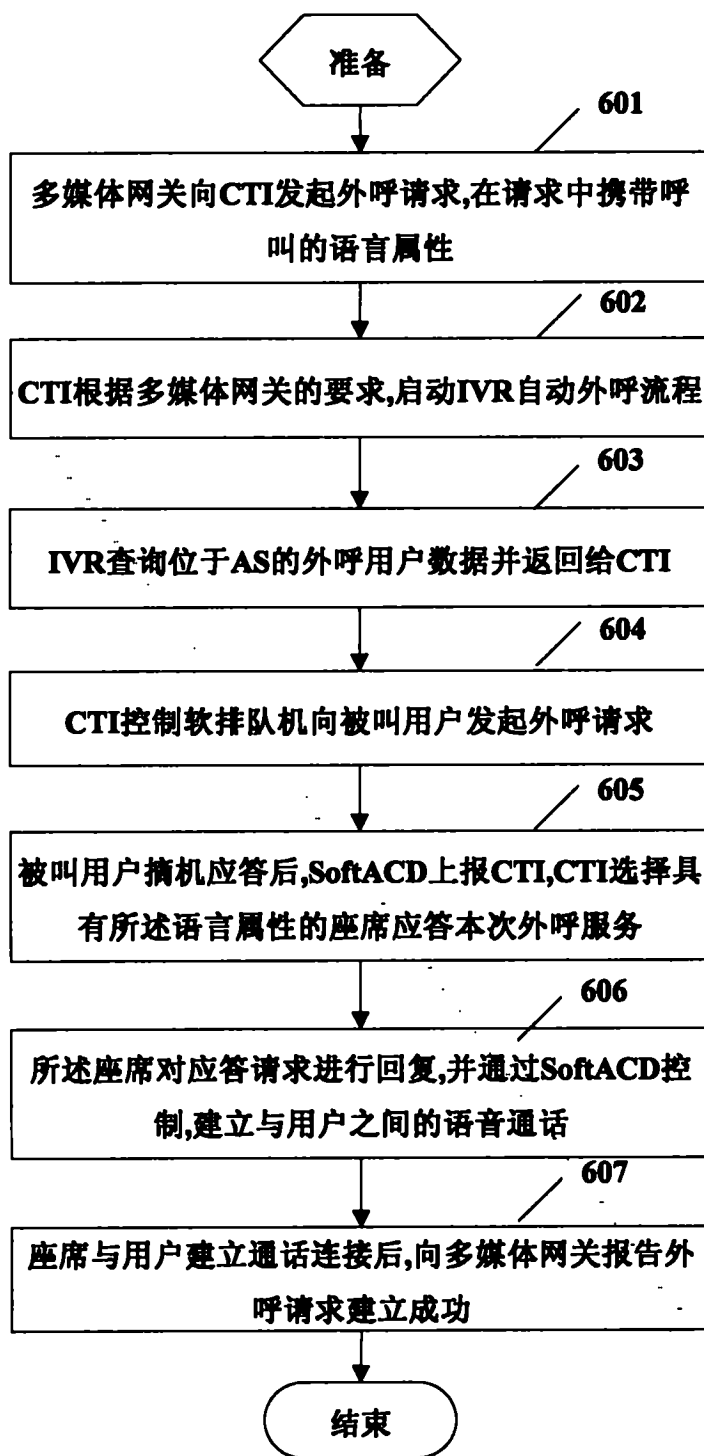 准备
601
多媒体网关向CTI发起外呼请求,在请求中携带呼
叫的语言属性
602
CTI根据多媒体网关的要求,启动IVR自动外呼流程
603
IVR查询位于AS的外呼用户数据并返回给CTI
604
CTI控制软排队机向被叫用户发起外呼请求
605
被叫用户摘机应答后,SoftACD上报CTI,CTI选择具
有所述语言属性的座席应答本次外呼服务
606
所述座席对应答请求进行回复,并通过SoftACD控
制,建立与用户之间的语音通话
607
座席与用户建立通话连接后,向多媒体网关报告外
呼请求建立成功
结束